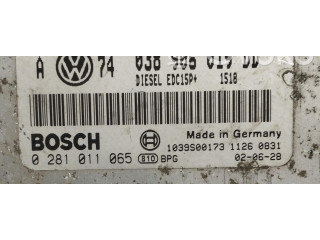 A 74 038 906 019 DD
DIESEL EDC15P+ 1518
BOSCH
Made in Germany
1039S00173 1126 0831
0 281 011 065 810 BPG 02-06-28